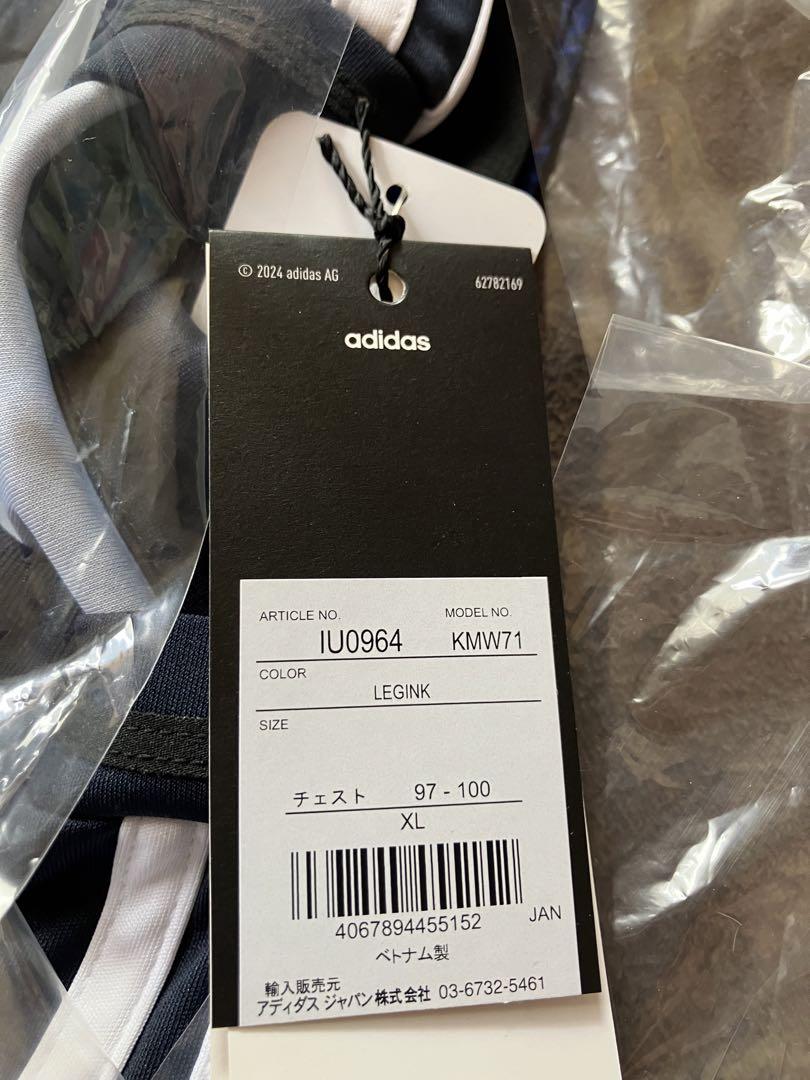 © 2024 adidas AG
62782169
adidas
ARTICLE NO.
MODEL NO.
IU0964
KMW71
COLOR
LEGINK
SIZE
チェスト 97 - 100
XL
4067894455152
JAN
ベトナム製
輸入販売元
アディダス ジャパン株式会社 03-6732-5461